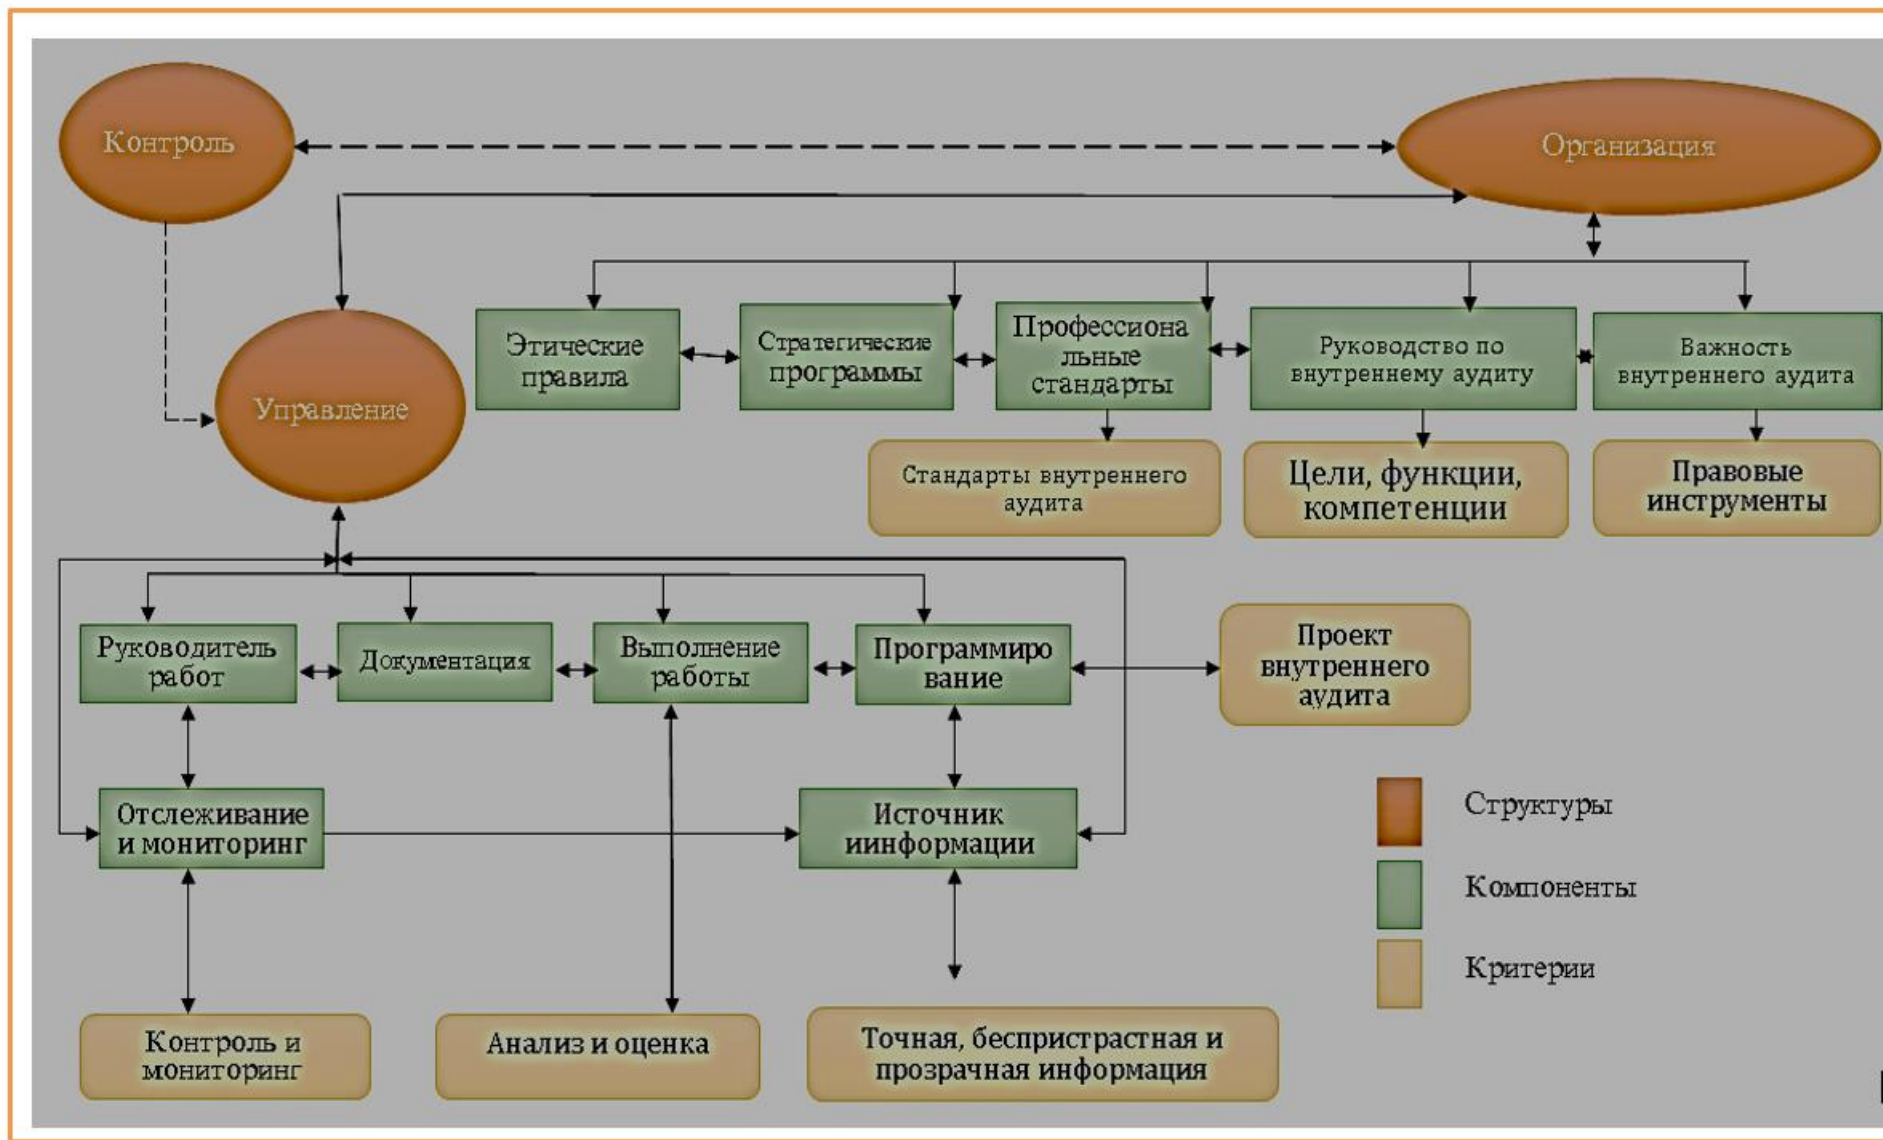 Контроль
Организация
Управление
Этические
правила
Стратегические
программы
Профессиона
льные
стандарты
Руководство по
внутреннему аудиту
Важность
внутреннего аудита
Стандарты внутреннего
аудита
Цели, функции,
компетенции
Правовые
инструменты
Руководитель
работ
Документация
Выполнение
работы
Программиро
вание
Проект
внутреннего
аудита
Отслеживание
и мониторинг
Источник
иинформации
Структуры
Компоненты
Критерии
Контроль и
мониторинг
Анализ и оценка
Точная, беспристрастная и
прозрачная информация